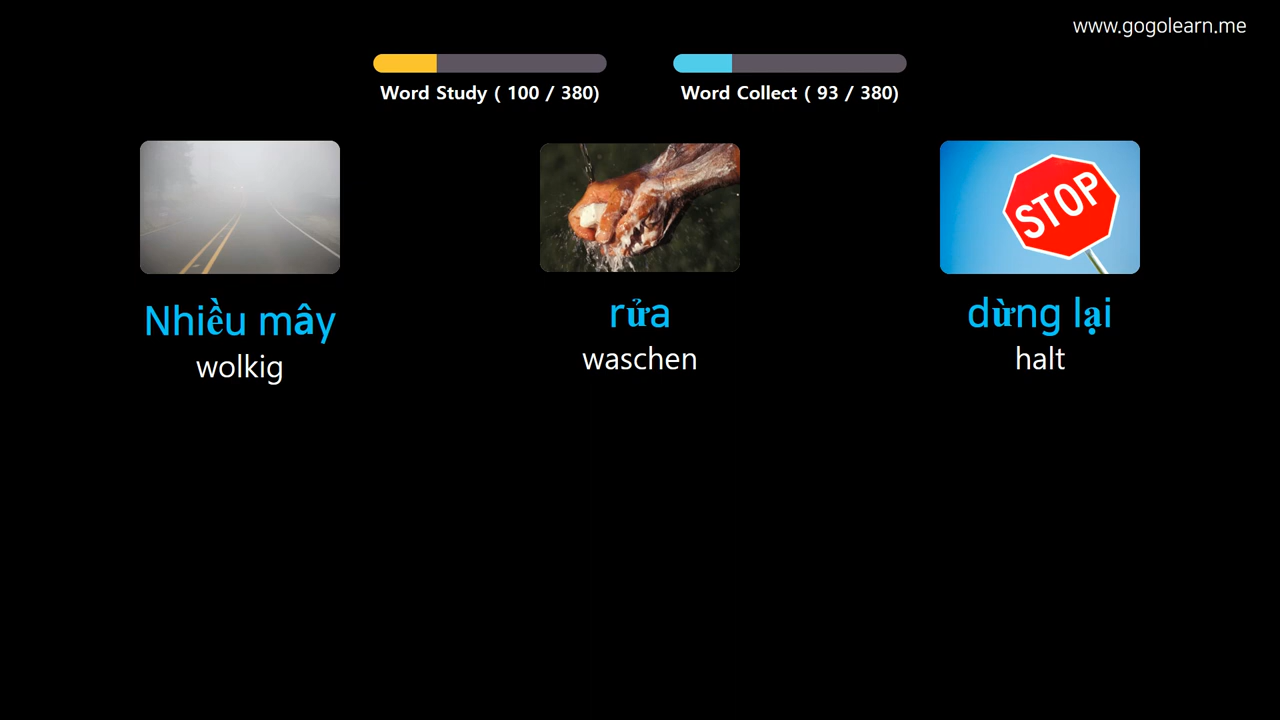 www.gogolearn.me
Word Study ( 100 / 380)
Word Collect ( 93 / 380)
STOP
Nhiều mây
rửa
dừng lại
wolkig
waschen
halt